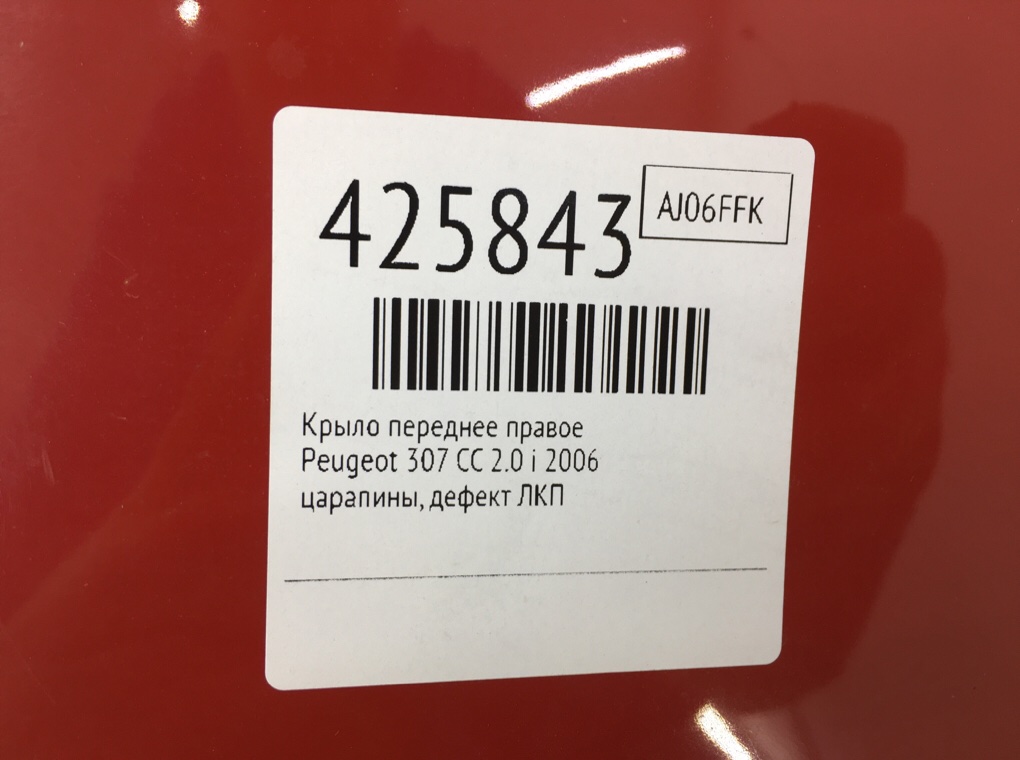 425843
AJ06FFK
Крыло переднее правое
Peugeot 307 CC 2.0 i 2006
царапины, дефект ЛКП